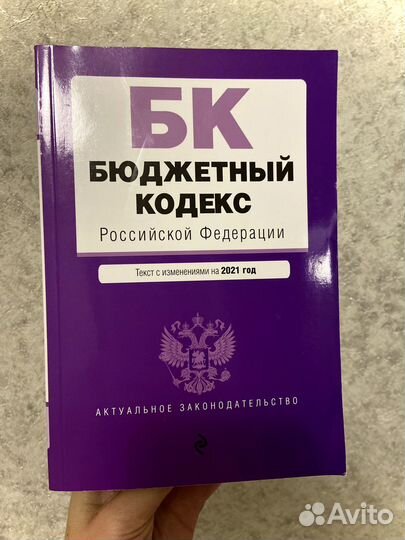 БК
БЮДЖЕТНЫЙ
КОДЕКС
Российской Федерации
Текст с изменениями на 2021 год
АКТУАЛЬНОЕ ЗАКОНОДАТЕЛЬСТВО
Avito